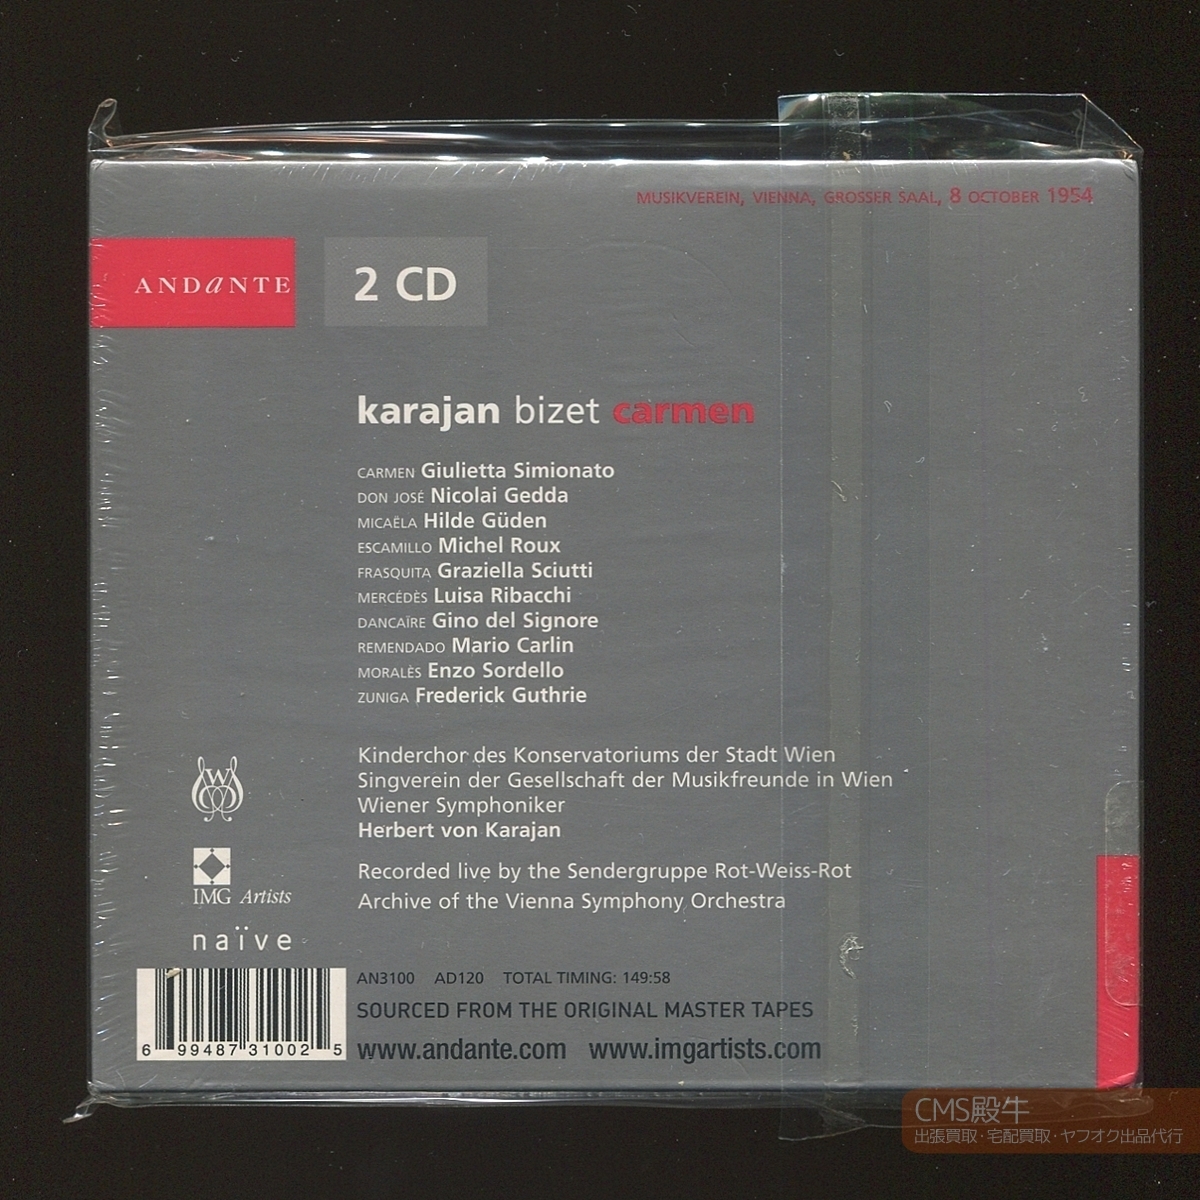 MUSIKVEREIN, VIENNA, GROSSER SAAL, 8 OCTOBER 1954
ANDaNTE
2 CD
karajan bizet carmen
CARMEN Giulietta Simionato
DON JOSÉ Nicolai Gedda
MICAËLA Hilde Güden
ESCAMILLO Michel Roux
FRASQUITA Graziella Sciutti
MERCÉDÈS Luisa Ribacchi
DANCAÏRE Gino del Signore
REMENDADO Mario Carlin
MORALÈS Enzo Sordello
ZUNIGA Frederick Guthrie
Kinderchor des Konservatoriums der Stadt Wien
Singverein der Gesellschaft der Musikfreunde in Wien
Wiener Symphoniker
Herbert von Karajan
W
Recorded live by the Sendergruppe Rot-Weiss-Rot
Archive of the Vienna Symphony Orchestra
IMG Artists
naïve
AN3100 AD120 TOTAL TIMING: 149:58
SOURCED FROM THE ORIGINAL MASTER TAPES
www.andante.com www.imgartists.com
6 99487 31002 5
CMS殿牛
出張買取・宅配買取・ヤフオク出品代行